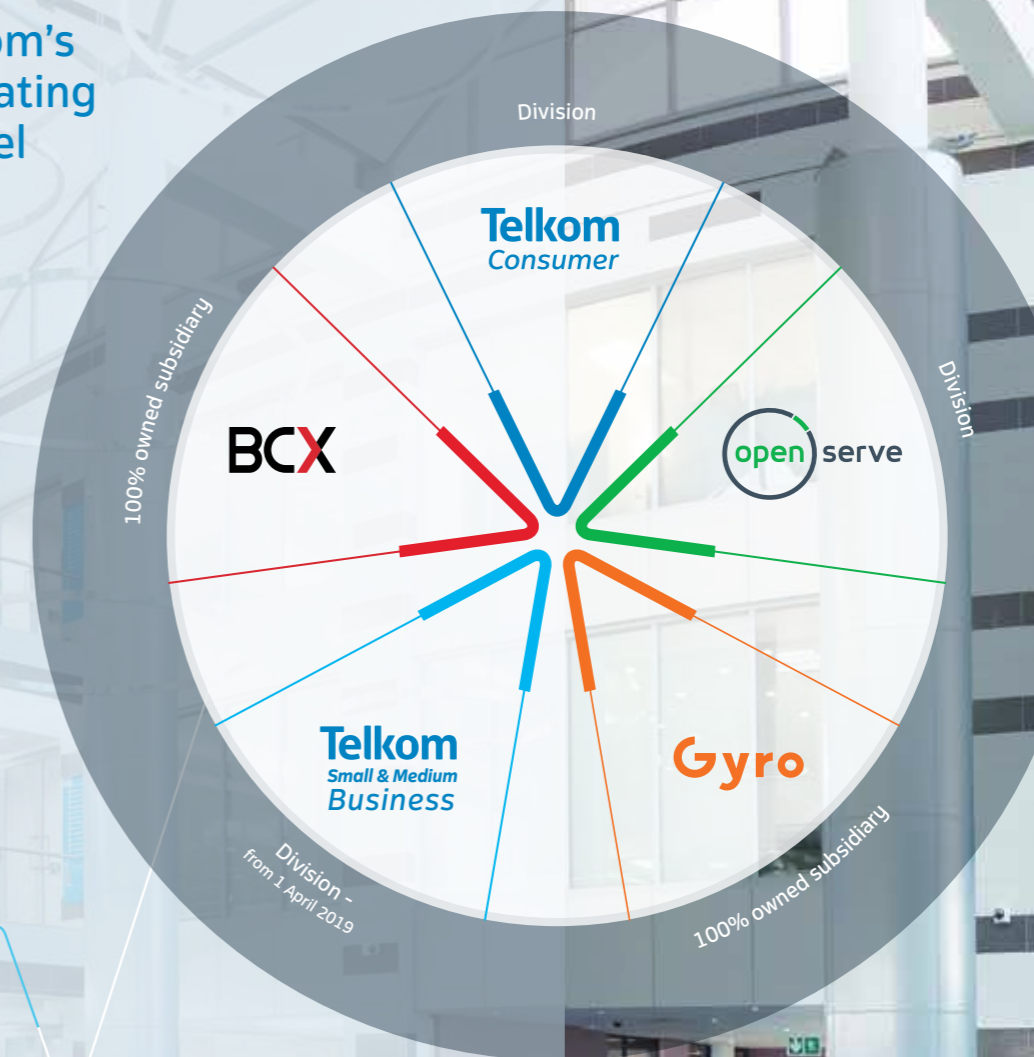 om's
ating
el
Division
Telkom
Consumer
100% owned subsidiary
Division
BCX
open serve
Telkom
Small & Medium
Business
Gyro
Division -
from 1 April 2019
100% owned subsidiary